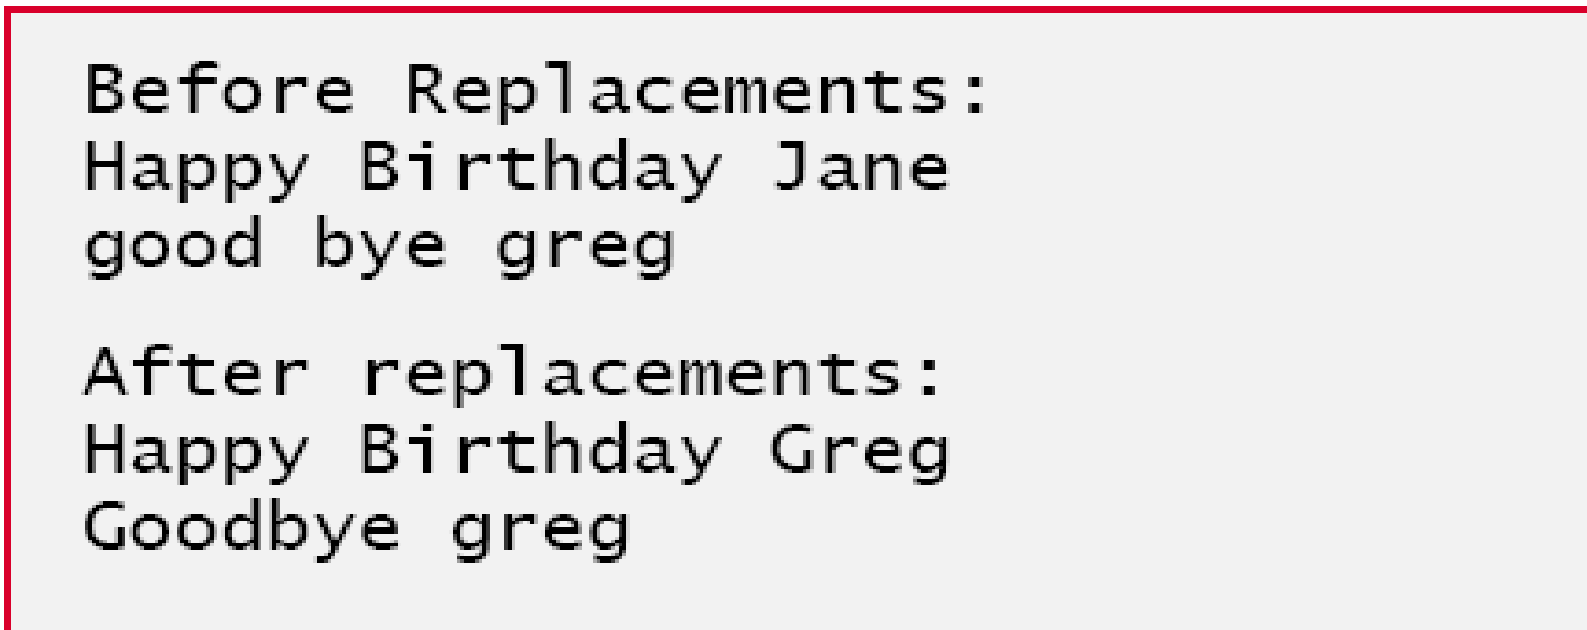 Before Replacements:
Happy Birthday Jane
good bye greg
After replacements:
Happy Birthday Greg
Goodbye greg